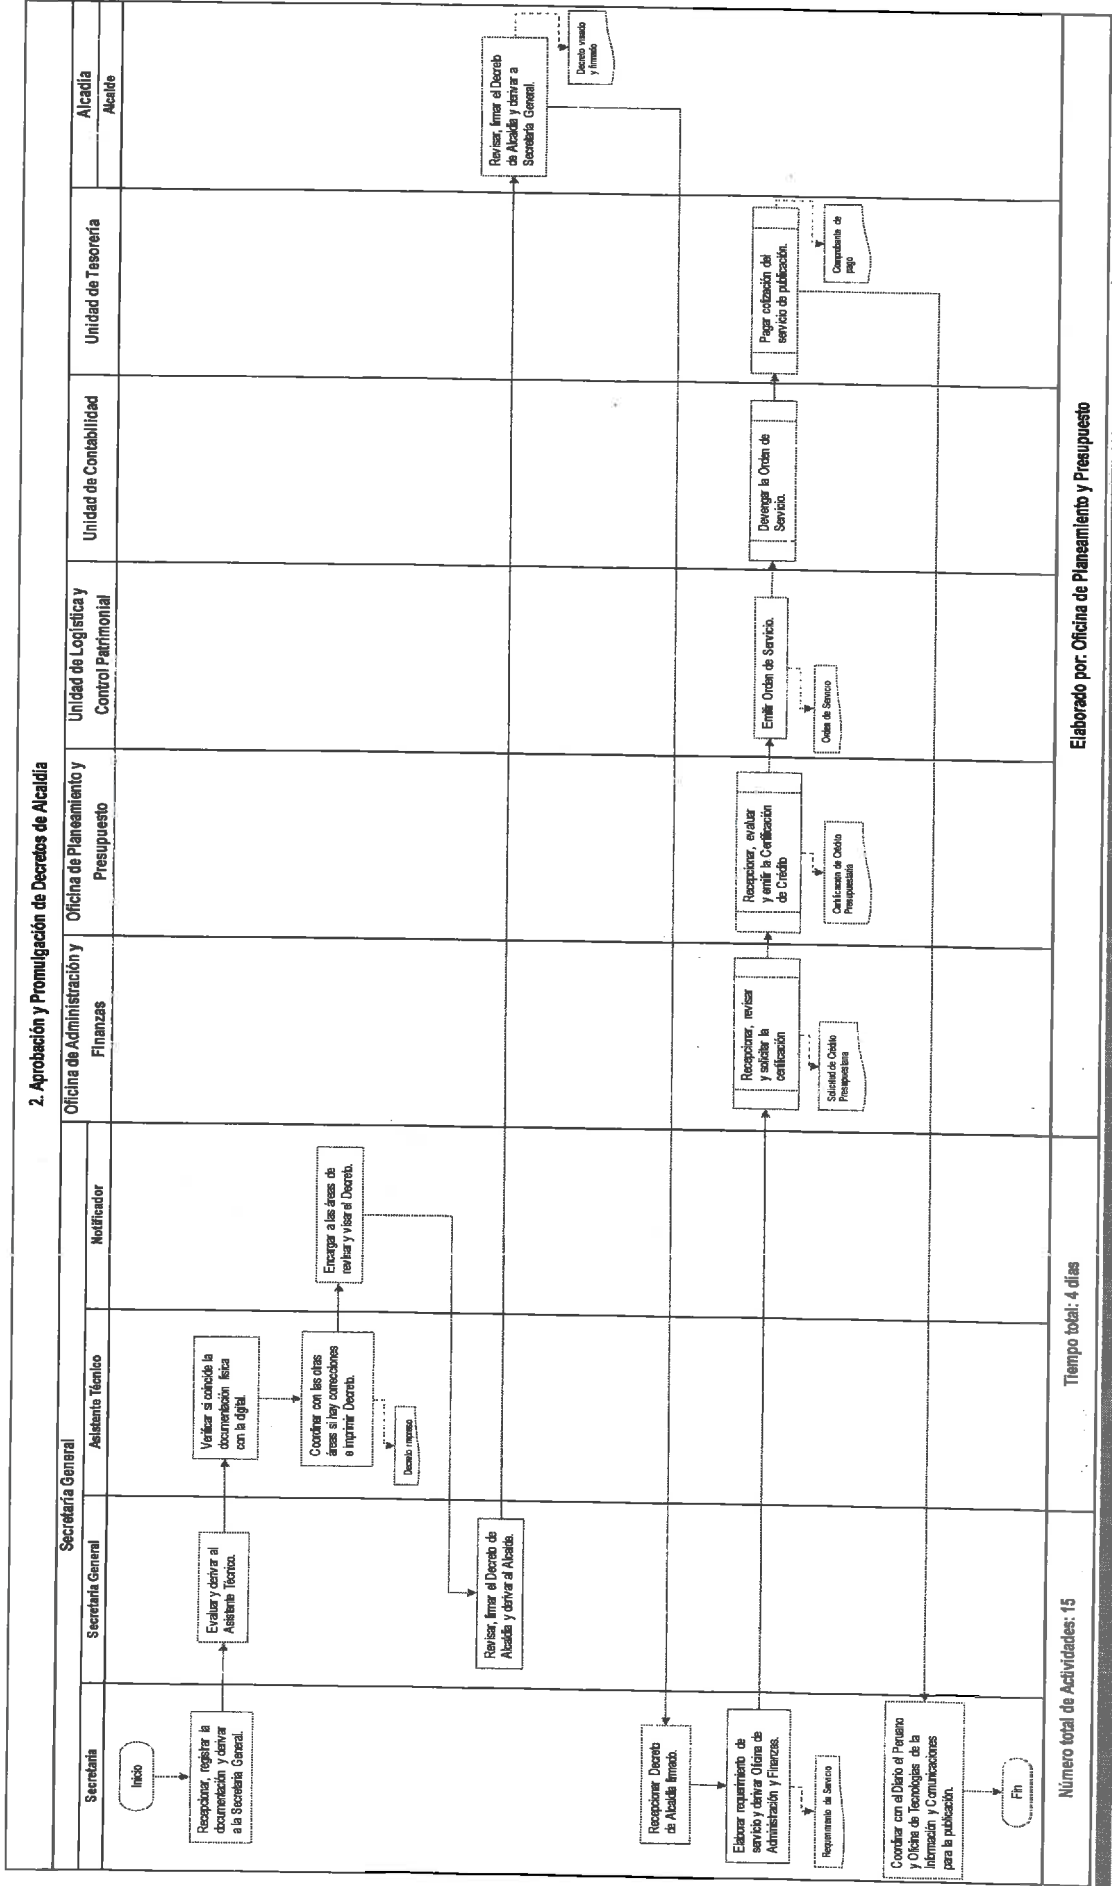 2. Aprobación y Promulgación de Decretos de Alcaldia
Secretaría General
Oficina de Administración y
Finanzas
Oficina de Planeamiento y
Presupuesto
Unidad de Logística y
Control Patrimonial
Unidad de Contabilidad
Unidad de Tesorería
Alcadia
Secretaria
Secretaria General
Asistente Técnico
Notificador
Alcalde
Inicio
Recepcionar, registrar la
documentación y derivar
a la Secretaria General.
Evaluar y derivar al
Asistente Técnico.
Verificar si coincide la
documentación física
con la digital.
Coordinar con las otras
áreas si hay correcciones
e imprimir Decreto.
Decreto impreso
Encargar a las áreas de
revisar y visar el Decreto.
Revisar, firmar el Decreto de
Alcaldía y derivar al Alcalde.
Revisar, firmar el Decreto
de Alcaldía y derivar a
Secretaría General.
Decreto visado
y firmado
Recepcionar Decreto
de Alcaldía firmado.
Elaborar requerimiento de
servicio y derivar Oficina de
Administración y Finanzas.
Requerimiento de Servicio
Recepcionar, revisar
y solicitar la
certificación
Solicitud de Crédito
Presupuestaria
Recepcionar, evaluar
y emitir la Certificación
de Crédito
Certificación de Crédito
Presupuestaria
Emitir Orden de Servicio.
Orden de Servicio
Devengar la Orden de
Servicio.
Pagar cotización del
servicio de publicación.
Comprobante de
pago
Coordinar con el Diario el Peruano
y Oficina de Tecnologías de la
Información y Comunicaciones
para la publicación.
Fin
Número total de Actividades: 15
Tiempo total: 4 días
Elaborado por: Oficina de Planeamiento y Presupuesto